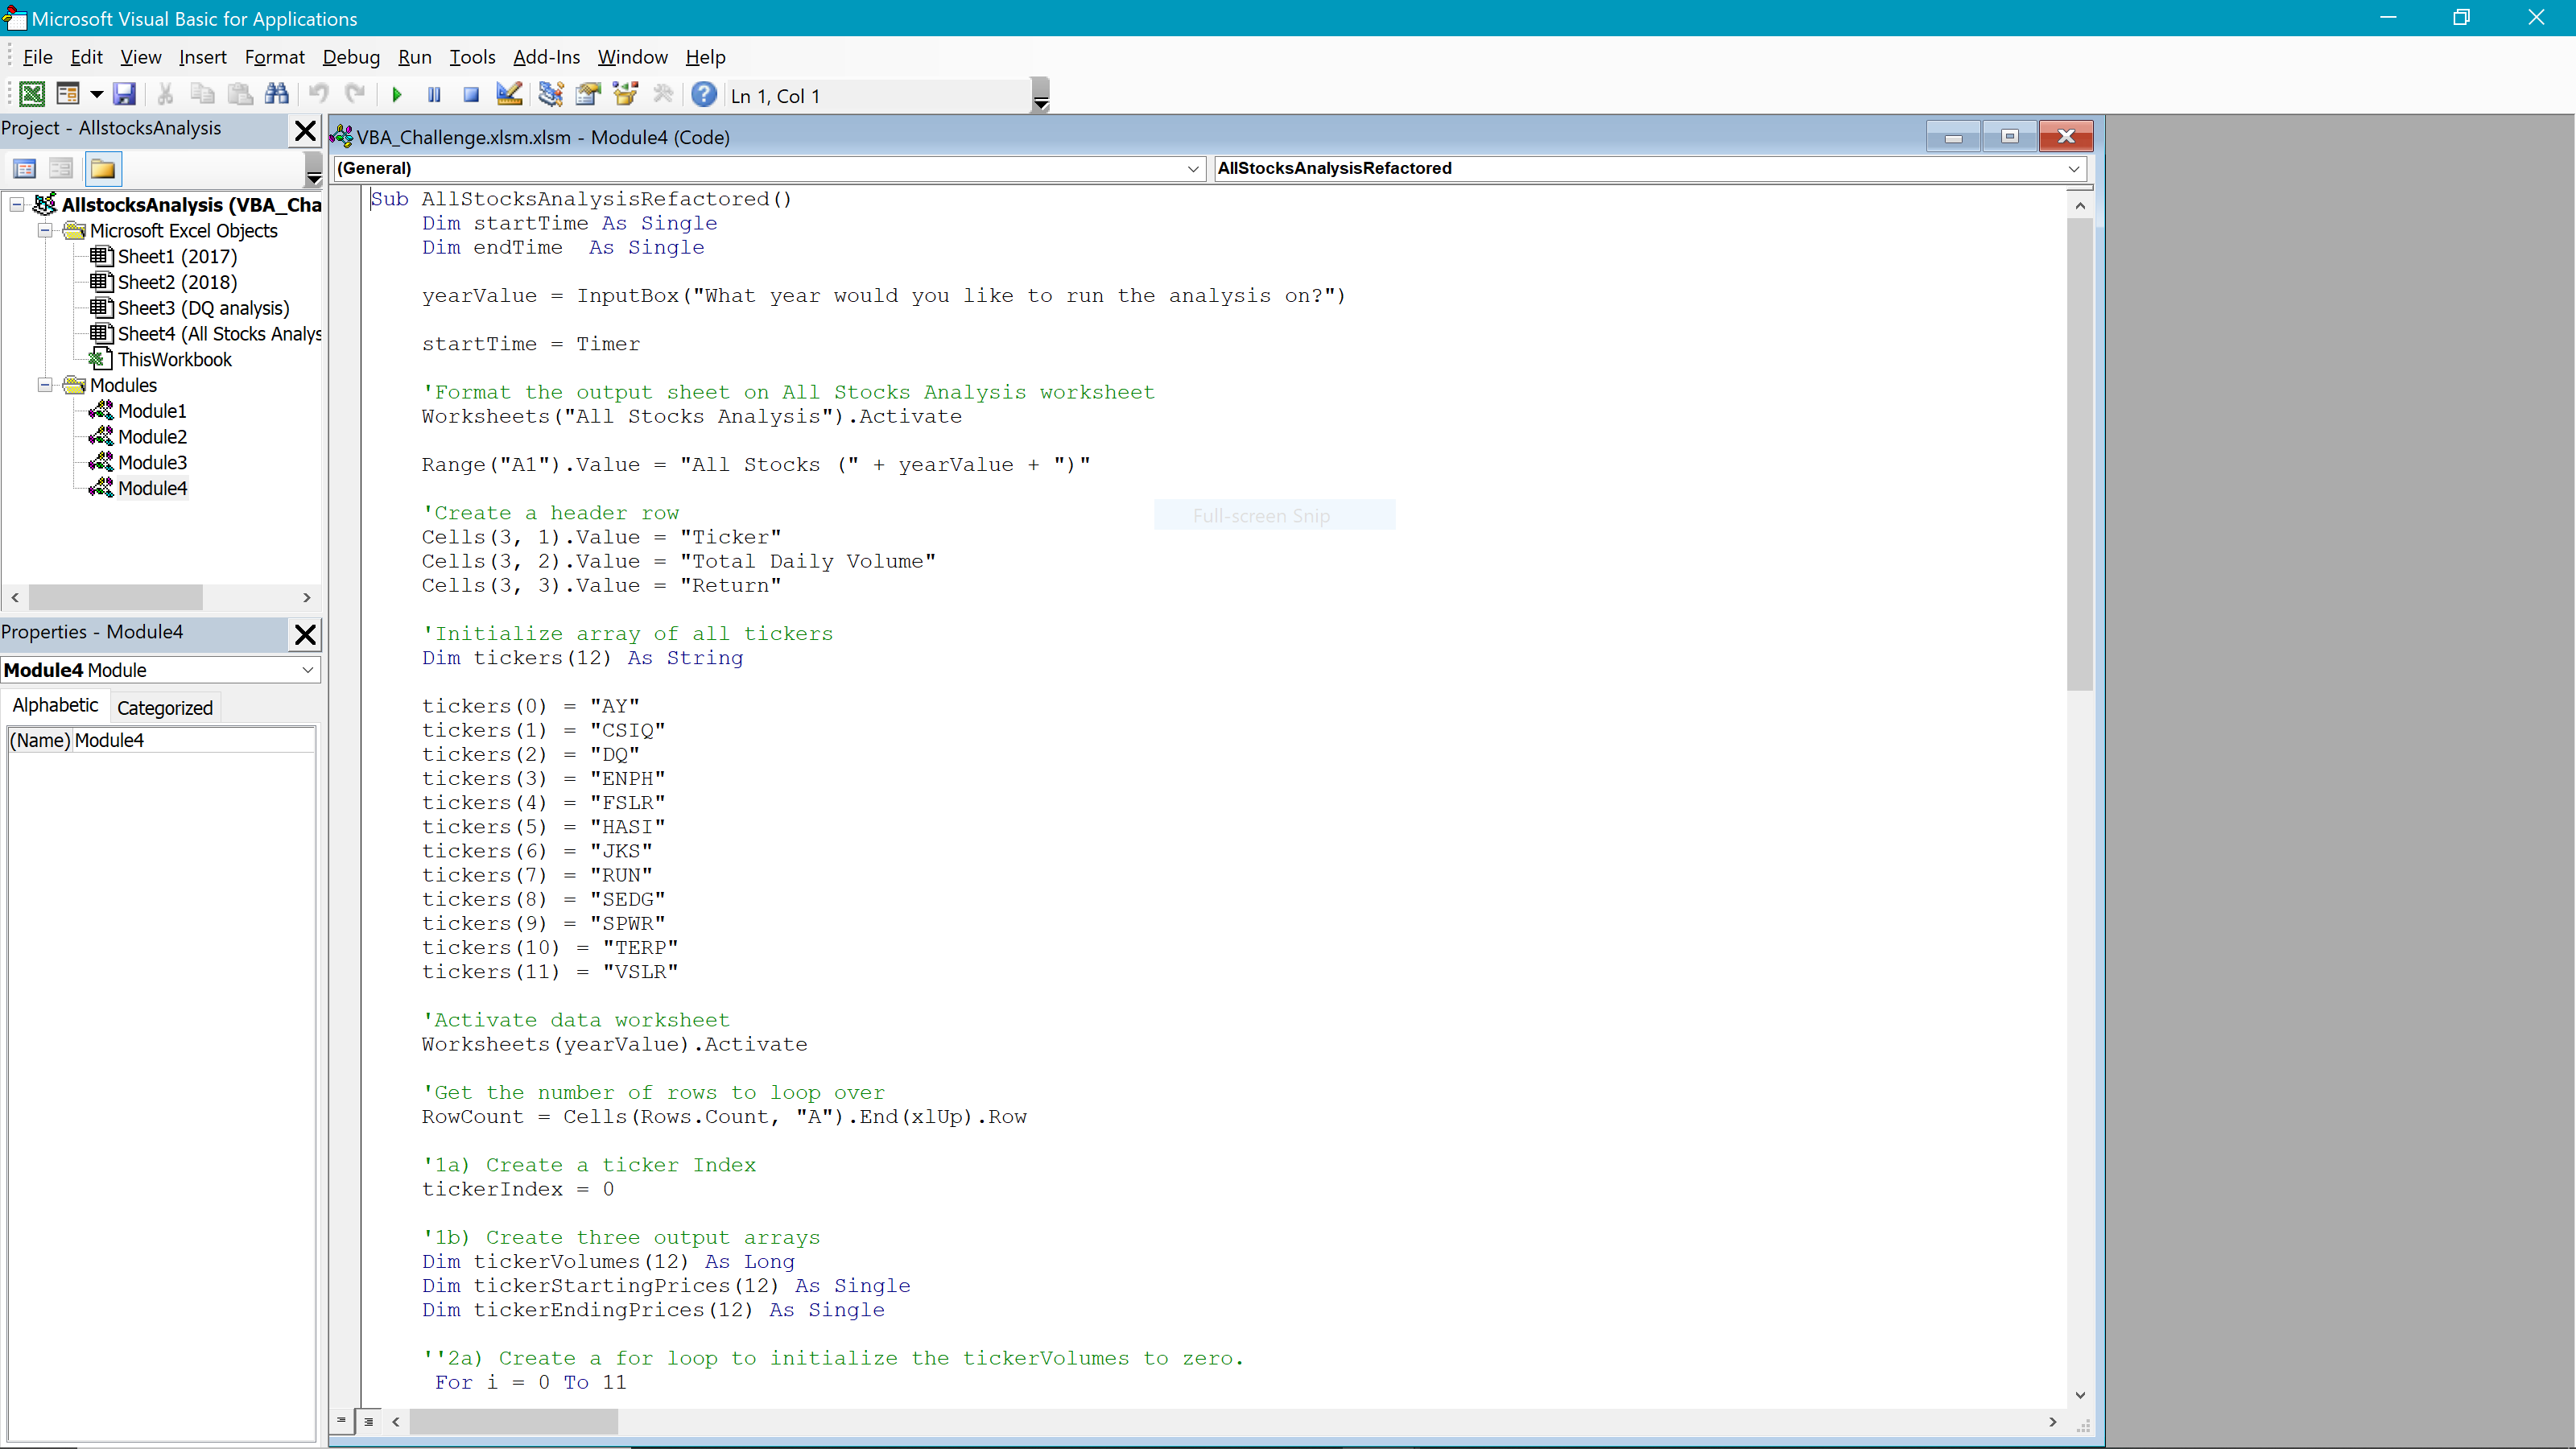 Microsoft Visual Basic for Applications
File Edit View Insert Format Debug Run Tools Add-Ins Window Help
Ln 1, Col 1
Project - AllstocksAnalysis
AllstocksAnalysis (VBA_Cha
Microsoft Excel Objects
Sheet1 (2017)
Sheet2 (2018)
Sheet3 (DQ analysis)
Sheet4 (All Stocks Analys
ThisWorkbook
Modules
Module1
Module2
Module3
Module4
Properties - Module4
Module4 Module
Alphabetic Categorized
(Name) Module4
VBA_Challenge.xlsm.xlsm - Module4 (Code)
(General) AllStocksAnalysisRefactored
Sub AllStocksAnalysisRefactored()
Dim startTime As Single
Dim endTime  As Single
yearValue = InputBox("What year would you like to run the analysis on?")
startTime = Timer
'Format the output sheet on All Stocks Analysis worksheet
Worksheets("All Stocks Analysis").Activate
Range("A1").Value = "All Stocks (" + yearValue + ")"
'Create a header row
Full-screen Snip
Cells(3, 1).Value = "Ticker"
Cells(3, 2).Value = "Total Daily Volume"
Cells(3, 3).Value = "Return"
'Initialize array of all tickers
Dim tickers(12) As String
tickers(0) = "AY"
tickers(1) = "CSIQ"
tickers(2) = "DQ"
tickers(3) = "ENPH"
tickers(4) = "FSLR"
tickers(5) = "HASI"
tickers(6) = "JKS"
tickers(7) = "RUN"
tickers(8) = "SEDG"
tickers(9) = "SPWR"
tickers(10) = "TERP"
tickers(11) = "VSLR"
'Activate data worksheet
Worksheets(yearValue).Activate
'Get the number of rows to loop over
RowCount = Cells(Rows.Count, "A").End(xlUp).Row
'1a) Create a ticker Index
tickerIndex = 0
'1b) Create three output arrays
Dim tickerVolumes(12) As Long
Dim tickerStartingPrices(12) As Single
Dim tickerEndingPrices(12) As Single
''2a) Create a for loop to initialize the tickerVolumes to zero.
For i = 0 To 11